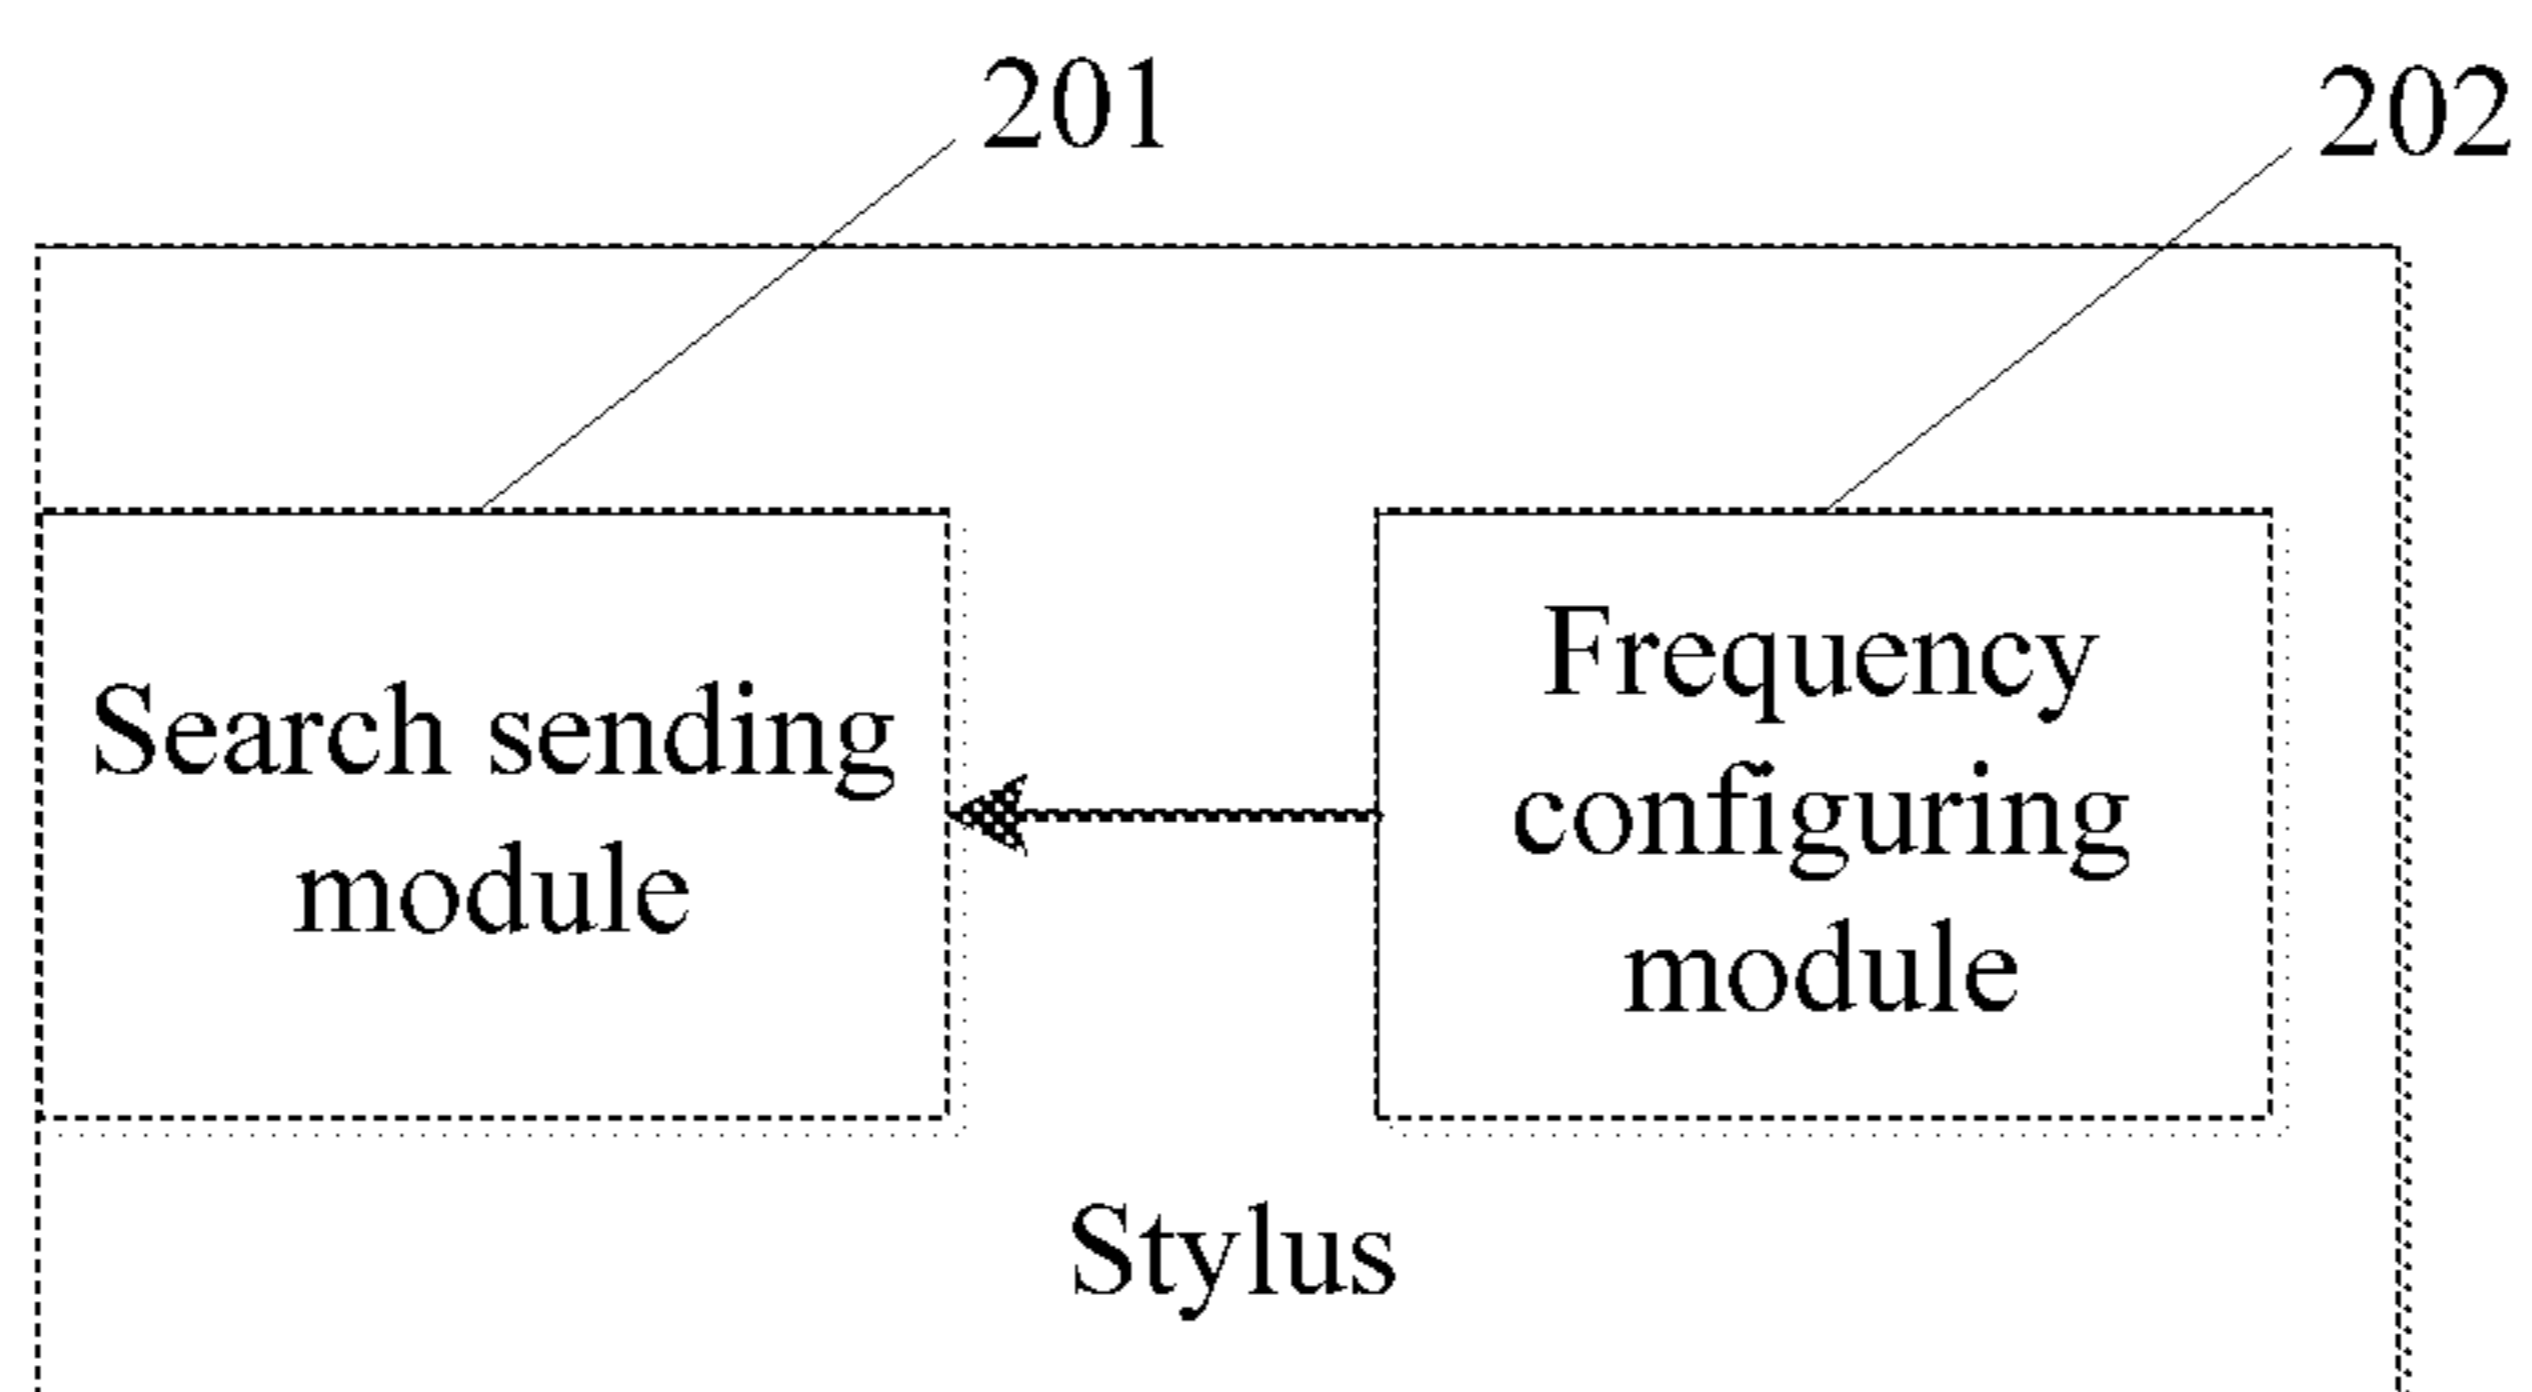 201
202
Search sending
module
Frequency
configuring
module
Stylus